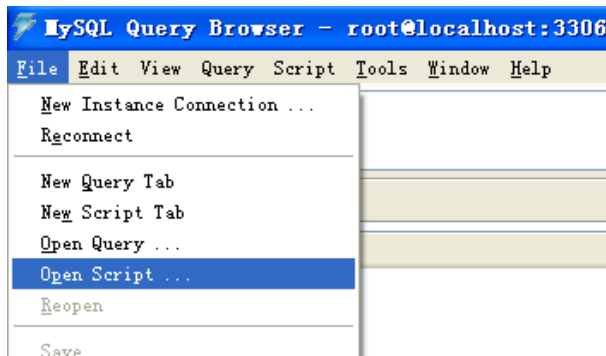 MySQL Query Browser - root@localhost:3306
File Edit View Query Script Tools Window Help
New Instance Connection ...
Reconnect
New Query Tab
New Script Tab
Open Query ...
Open Script ...
Reopen
Save